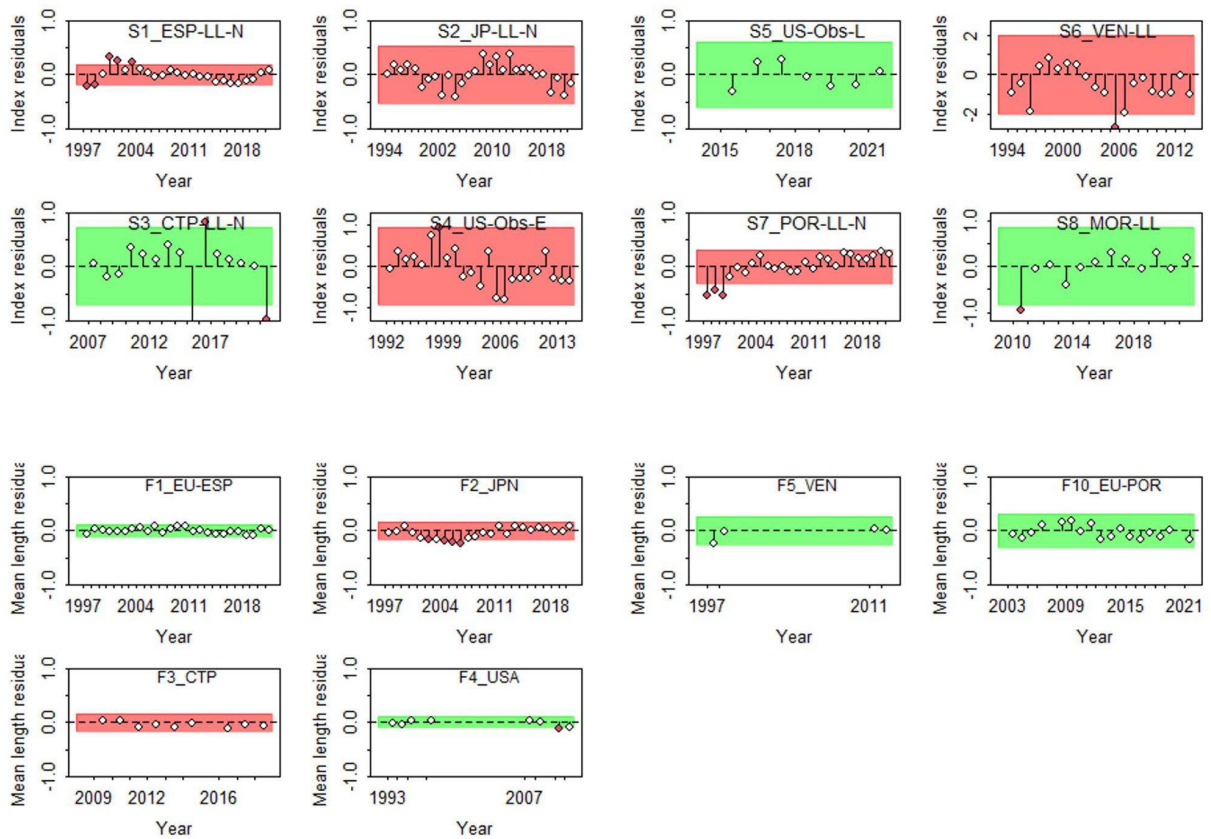 S1_ESP-LL-N
Index residuals
1.0
0.0
-1.0
1997 2004 2011 2018
Year
S2_JP-LL-N
Index residuals
1.0
0.0
-1.0
1994 2002 2010 2018
Year
S5_US-Obs-L
Index residuals
1.0
0.0
-1.0
2015 2018 2021
Year
S6_VEN-LL
Index residuals
2
0
-2
1994 2000 2006 2012
Year
S3_CTP-LL-N
Index residuals
1.0
0.0
-1.0
2007 2012 2017
Year
S4_US-Obs-E
Index residuals
1.0
0.0
-1.0
1992 1999 2006 2013
Year
S7_POR-LL-N
Index residuals
1.0
0.0
-1.0
1997 2004 2011 2018
Year
S8_MOR-LL
Index residuals
1.0
0.0
-1.0
2010 2014 2018
Year
F1_EU-ESP
Mean length residua
1.0
0.0
-1.0
1997 2004 2011 2018
Year
F2_JPN
Mean length residua
1.0
0.0
-1.0
1997 2004 2011 2018
Year
F5_VEN
Mean length residua
1.0
0.0
-1.0
1997 2011
Year
F10_EU-POR
Mean length residua
1.0
0.0
-1.0
2003 2009 2015 2021
Year
F3_CTP
Mean length residua
1.0
0.0
-1.0
2009 2012 2016
Year
F4_USA
Mean length residua
1.0
0.0
-1.0
1993 2007
Year